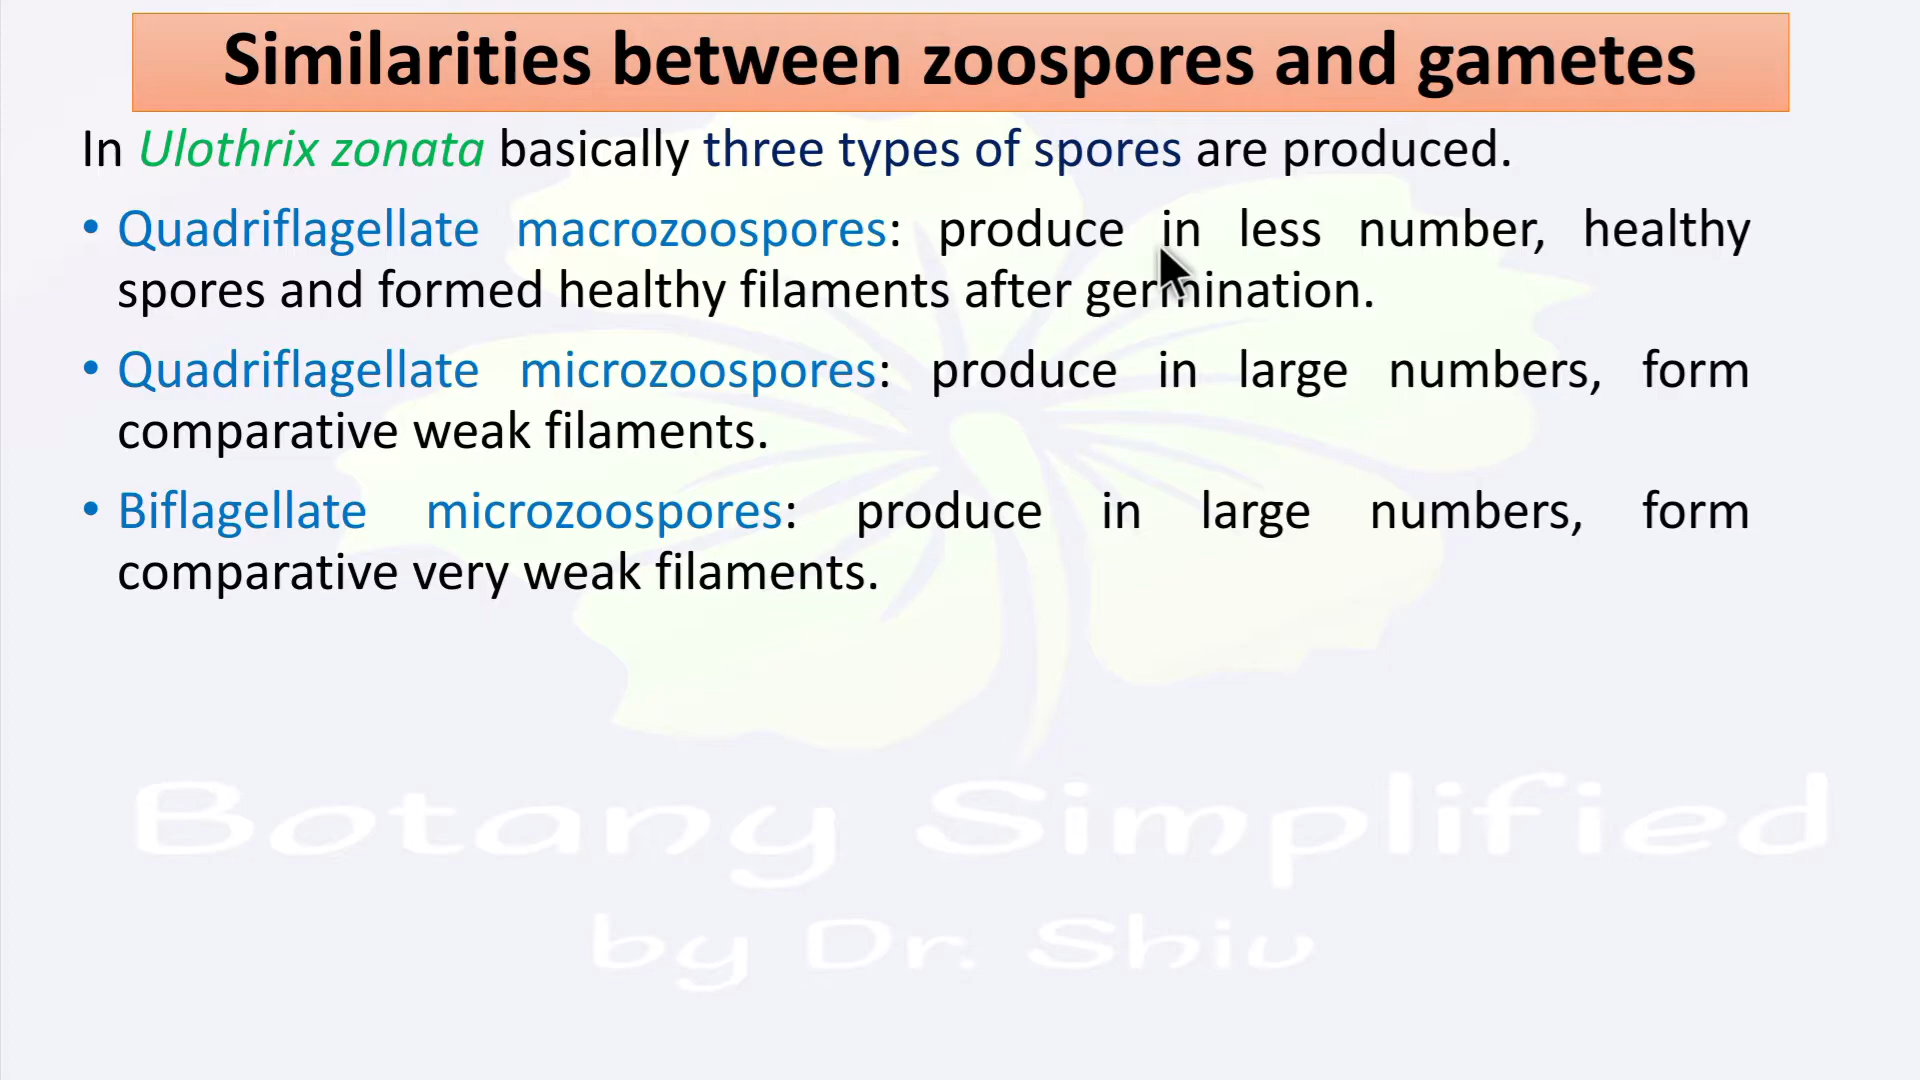 Similarities between zoospores and gametes
In Ulothrix zonata basically three types of spores are produced.
• Quadriflagellate macrozoospores: produce in less number, healthy
spores and formed healthy filaments after germination.
• Quadriflagellate microzoospores: produce in large numbers, form
comparative weak filaments.
• Biflagellate microzoospores: produce in large numbers, form
comparative very weak filaments.
Botany Simplified
by Dr. Shiv